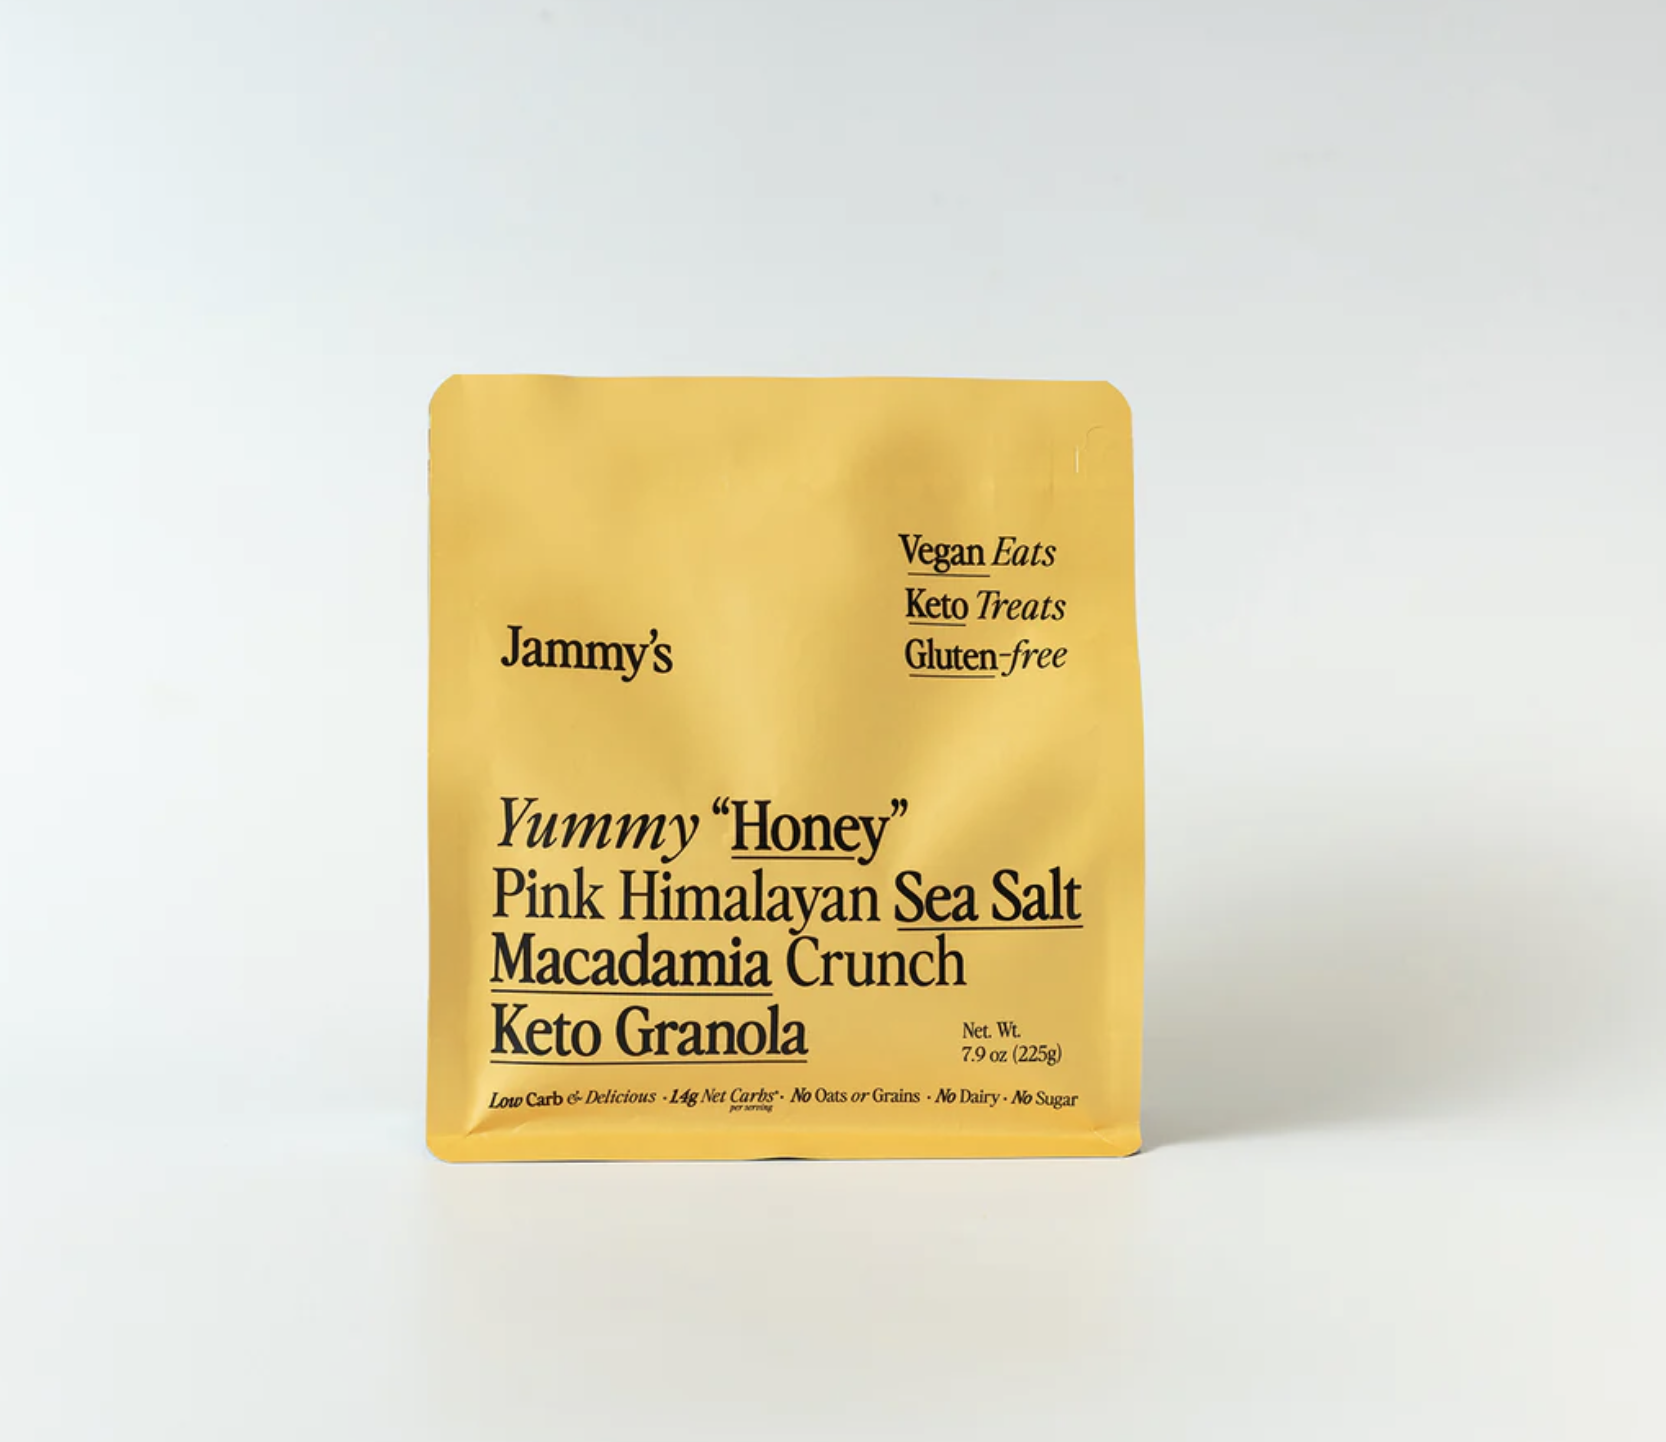 Vegan Eats
Keto Treats
Gluten-free
Jammy’s
Yummy “Honey”
Pink Himalayan Sea Salt
Macadamia Crunch
Keto Granola
Net. Wt.
7.9 oz (225g)
Low Carb & Delicious · 1.4g Net Carbs* · No Oats or Grains · No Dairy · No Sugar
per serving